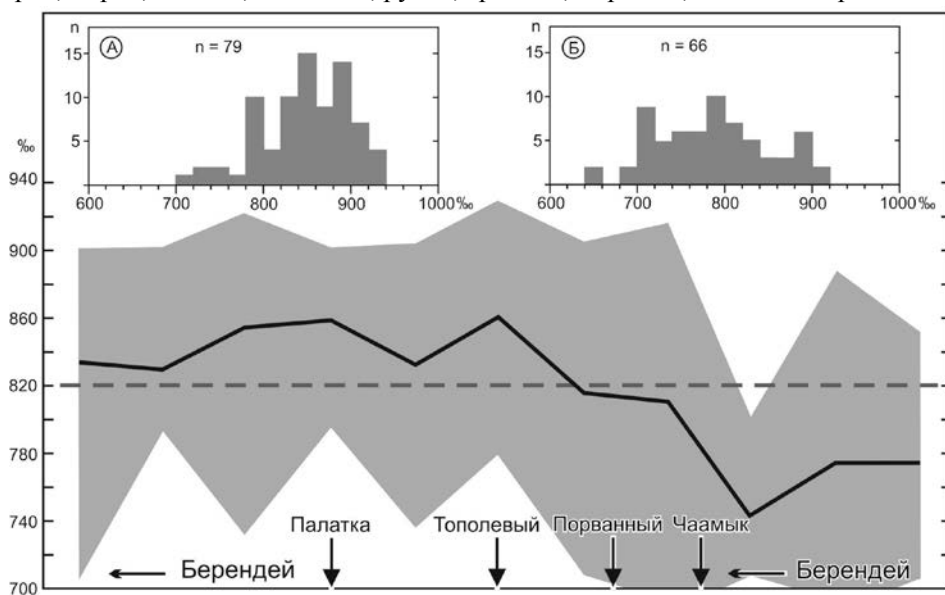 n
А
n = 79
15
10
5
600
700
800
900
1000‰
n
Б
n = 66
15
10
5
600
700
800
900
1000‰
‰
940
900
860
820
780
740
700
Палатка
Тополевый
Порванный
Чаамык
Берендей
Берендей